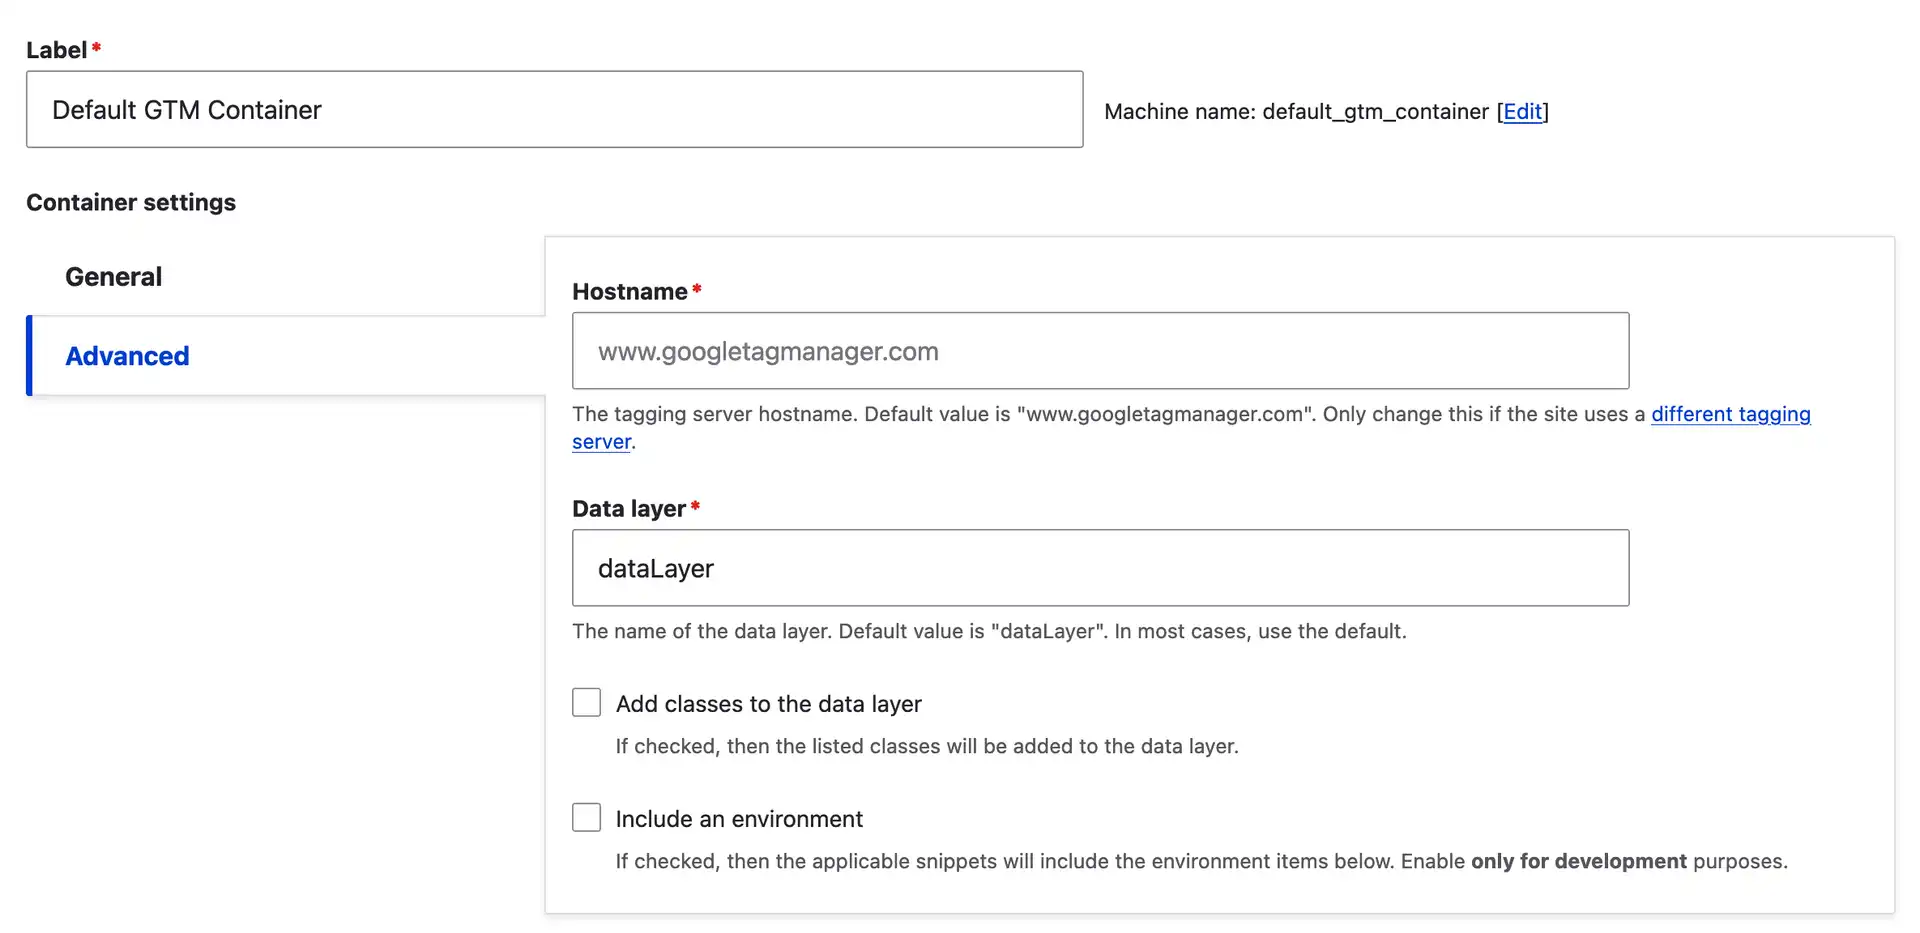 Label*
Default GTM Container
Machine name: default_gtm_container [Edit]
Container settings
General
Advanced
Hostname*
www.googletagmanager.com
The tagging server hostname. Default value is "www.googletagmanager.com". Only change this if the site uses a different tagging
server.
Data layer*
dataLayer
The name of the data layer. Default value is "dataLayer". In most cases, use the default.
Add classes to the data layer
If checked, then the listed classes will be added to the data layer.
Include an environment
If checked, then the applicable snippets will include the environment items below. Enable only for development purposes.